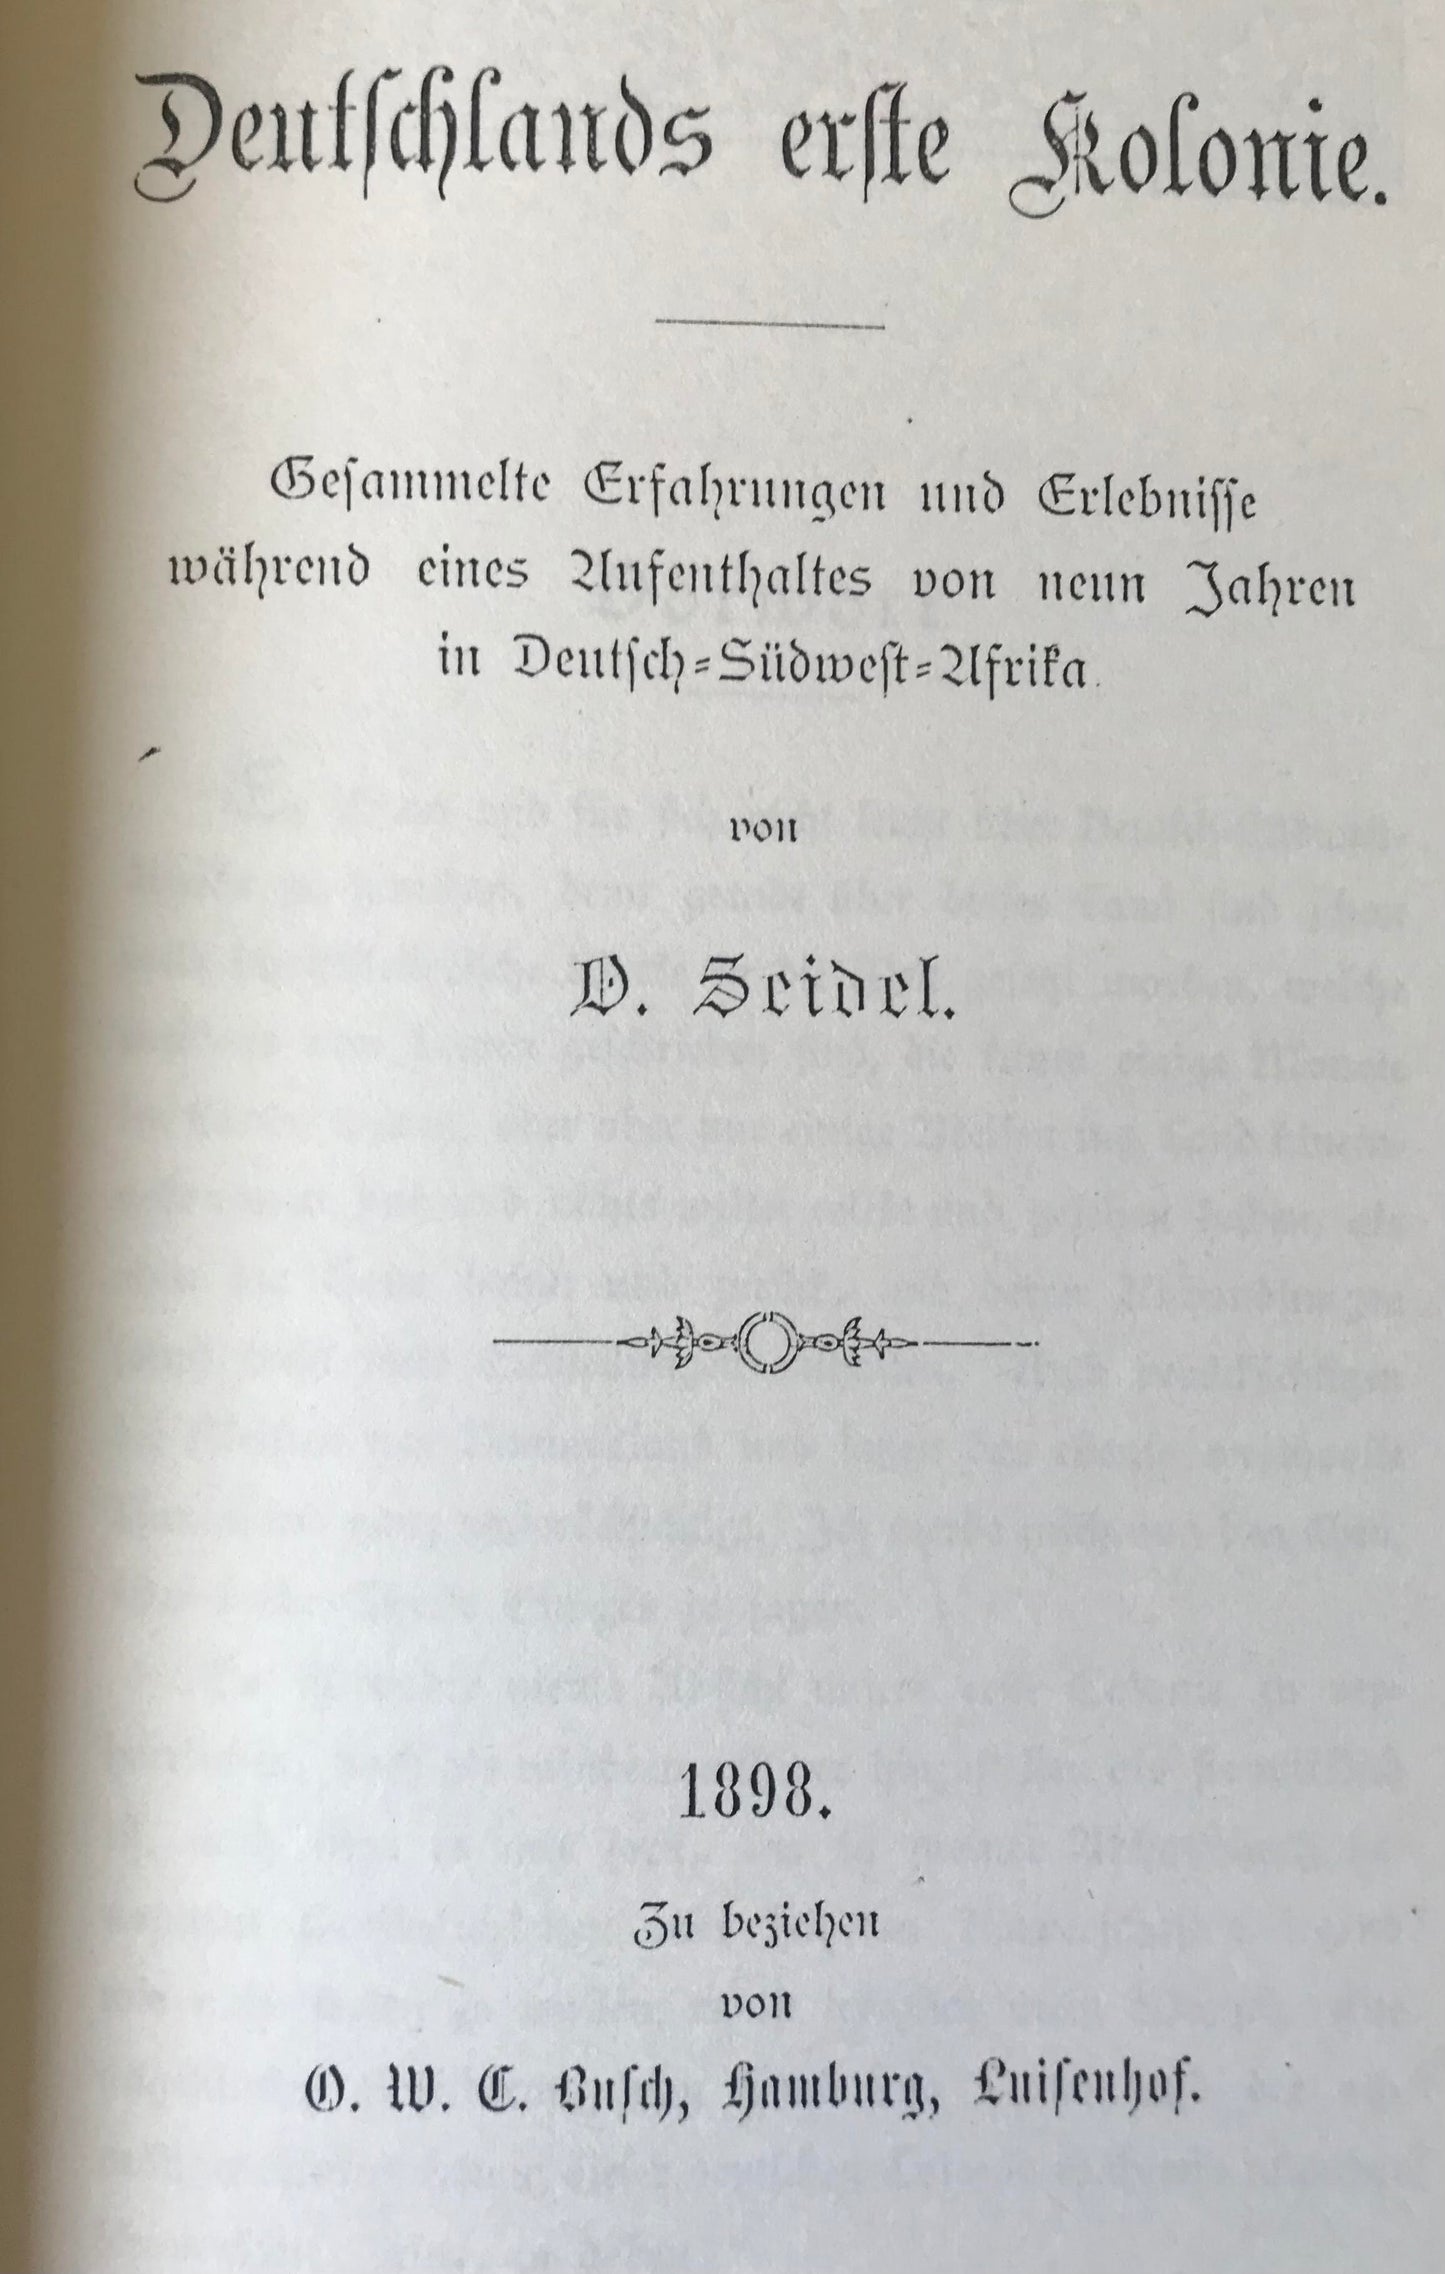 Deutschlands erste Kolonie.
Gesammelte Erfahrungen und Erlebnisse
während eines Aufenthaltes von neun Jahren
in Deutsch-Südwest-Afrika.
von
D. Seidel.
1898.
Zu beziehen
von
O. W. C. Busch, Hamburg, Luisenhof.